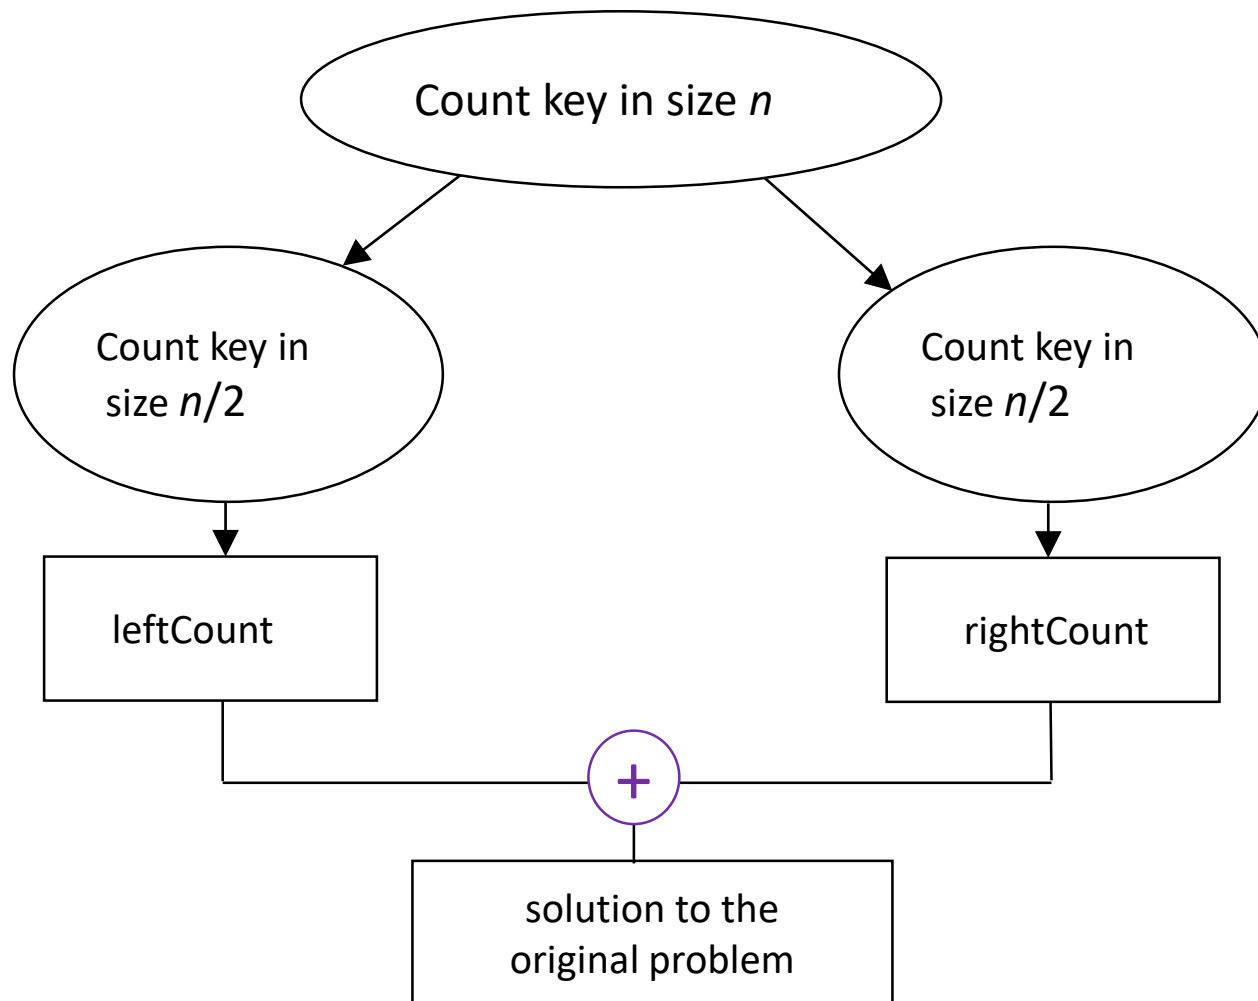 Count key in size n
Count key in
size n/2
Count key in
size n/2
leftCount
rightCount
+
solution to the
original problem